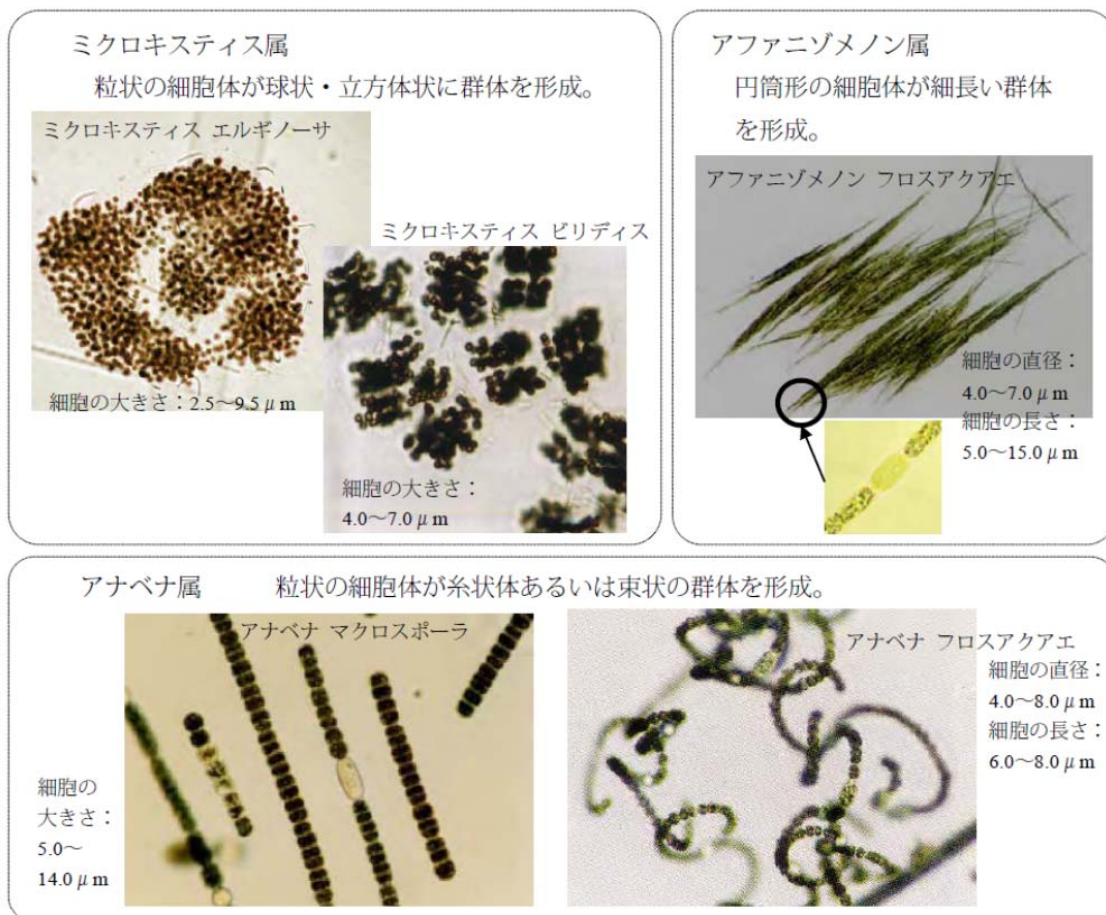 ミクロキスティス属
粒状の細胞体が球状・立方体状に群体を形成。
ミクロキスティス エルギノーサ
細胞の大きさ：2.5～9.5μm
ミクロキスティス ビリディス
細胞の大きさ：
4.0～7.0μm
アファニゾメノン属
円筒形の細胞体が細長い群体
を形成。
アファニゾメノン フロスアクアエ
細胞の直径：
4.0～7.0μm
細胞の長さ：
5.0～15.0μm
アナベナ属 粒状の細胞体が糸状体あるいは束状の群体を形成。
アナベナ マクロスポーラ
細胞の
大きさ：
5.0～
14.0μm
アナベナ フロスアクアエ
細胞の直径：
4.0～8.0μm
細胞の長さ：
6.0～8.0μm